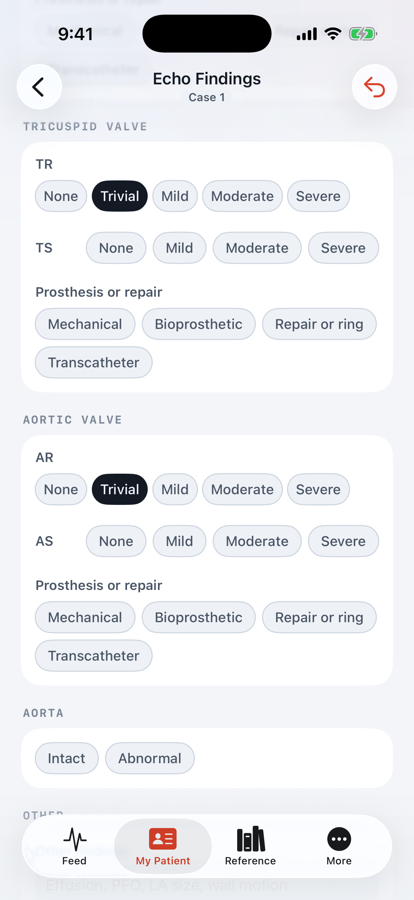 9:41
Echo Findings
Case 1
TRICUSPID VALVE
TR
None Trivial Mild Moderate Severe
TS None Mild Moderate Severe
Prosthesis or repair
Mechanical Bioprosthetic Repair or ring
Transcatheter
AORTIC VALVE
AR
None Trivial Mild Moderate Severe
AS None Mild Moderate Severe
Prosthesis or repair
Mechanical Bioprosthetic Repair or ring
Transcatheter
AORTA
Intact Abnormal
OTHER
Feed My Patient Reference More
Effusion, PFO, LA size, wall motion